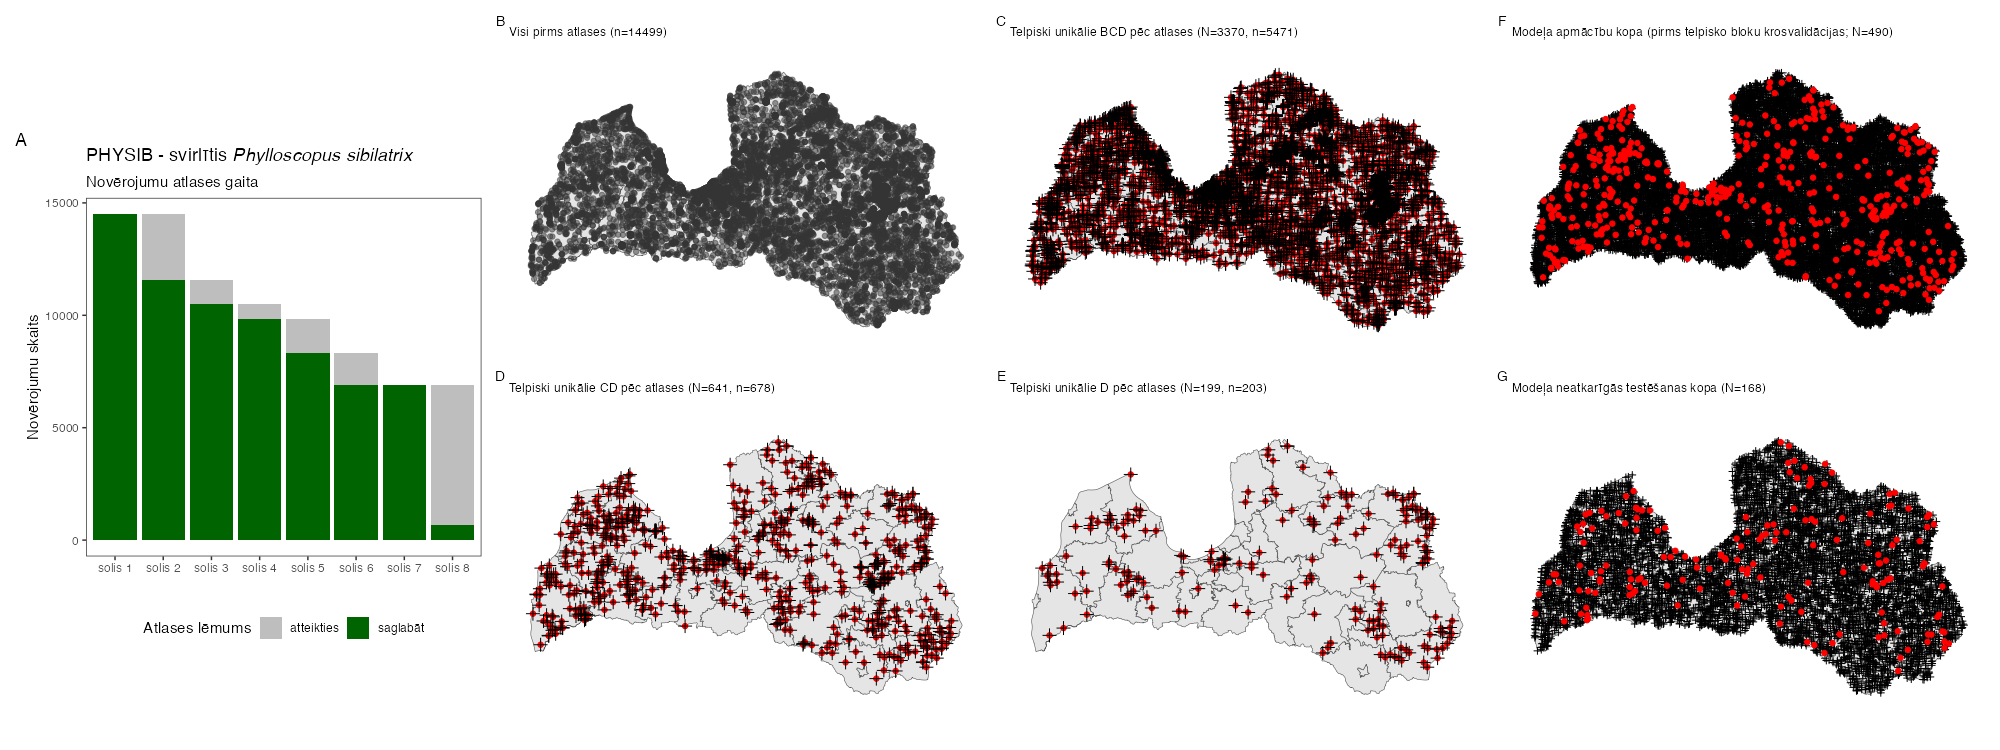 A
PHYSIB - svirlītis Phylloscopus sibilatrix
Novērojumu atlases gaita
Novērojumu skaits
15000
10000
5000
0
solis 1 solis 2 solis 3 solis 4 solis 5 solis 6 solis 7 solis 8
Atlases lēmums atteikties saglabāt
B
Visi pirms atlases (n=14499)
C
Telpiski unikālie BCD pēc atlases (N=3370, n=5471)
D
Telpiski unikālie CD pēc atlases (N=641, n=678)
E
Telpiski unikālie D pēc atlases (N=199, n=203)
F
Modeļa apmācību kopa (pirms telpisko bloku krosvalidācijas; N=490)
G
Modeļa neatkarīgās testēšanas kopa (N=168)